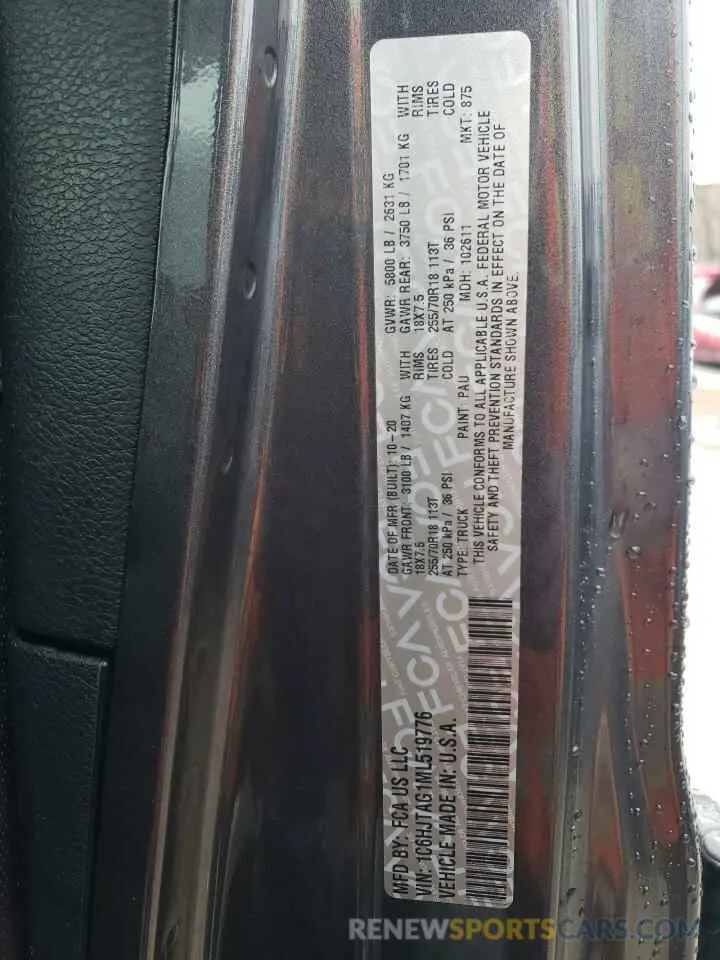 MFD BY: FCA US LLC
VIN: 1C6HJTAG1ML519776
VEHICLE MADE IN: U.S.A.
DATE OF MFR (BUILT): 10-20 GVWR: 5800 LB / 2631 KG
GAWR FRONT: 3100 LB / 1407 KG WITH GAWR REAR: 3750 LB / 1701 KG WITH
18X7.5 RIMS 18X7.5 RIMS
255/70R18 113T TIRES 255/70R18 113T TIRES
AT 250 kPa / 36 PSI COLD AT 250 kPa / 36 PSI COLD
TYPE: TRUCK PAINT: PAU MDH: 102611 MKT: 875
THIS VEHICLE CONFORMS TO ALL APPLICABLE U.S.A. FEDERAL MOTOR VEHICLE
SAFETY AND THEFT PREVENTION STANDARDS IN EFFECT ON THE DATE OF
MANUFACTURE SHOWN ABOVE.
RENEWSPORTSCARS.COM